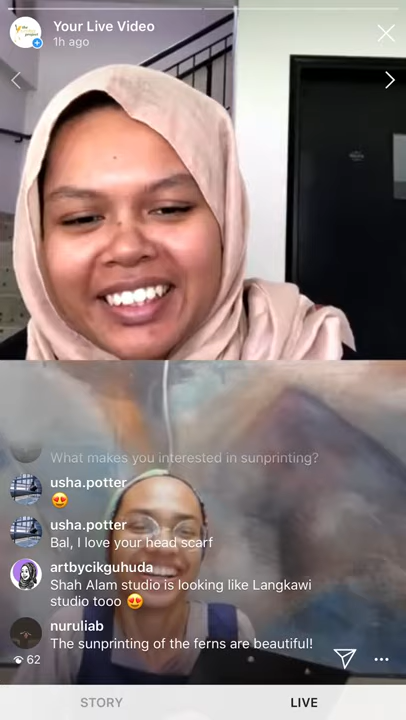 Your Live Video
1h ago
What makes you interested in sunprinting?
usha.potter
😍
usha.potter
Bal, I love your head scarf
artbycikguhuda
Shah Alam studio is looking like Langkawi
studio tooo 😍
nuruliab
The sunprinting of the ferns are beautiful!
62
STORY
LIVE